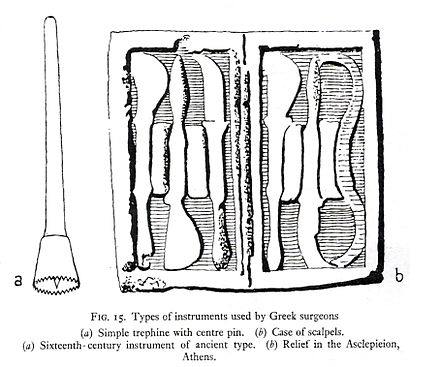 a
b
FIG. 15. Types of instruments used by Greek surgeons
(a) Simple trephine with centre pin. (b) Case of scalpels.
(a) Sixteenth-century instrument of ancient type. (b) Relief in the Asclepieion,
Athens.